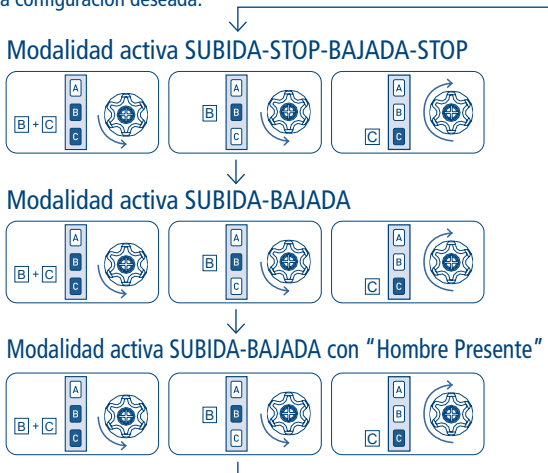 a configuración deseada:
Modalidad activa SUBIDA-STOP-BAJADA-STOP
A A A
B + C B B B B
C C C C
Modalidad activa SUBIDA-BAJADA
A A A
B + C B B B B
C C C C
Modalidad activa SUBIDA-BAJADA con “Hombre Presente”
A A A
B + C B B B B
C C C C